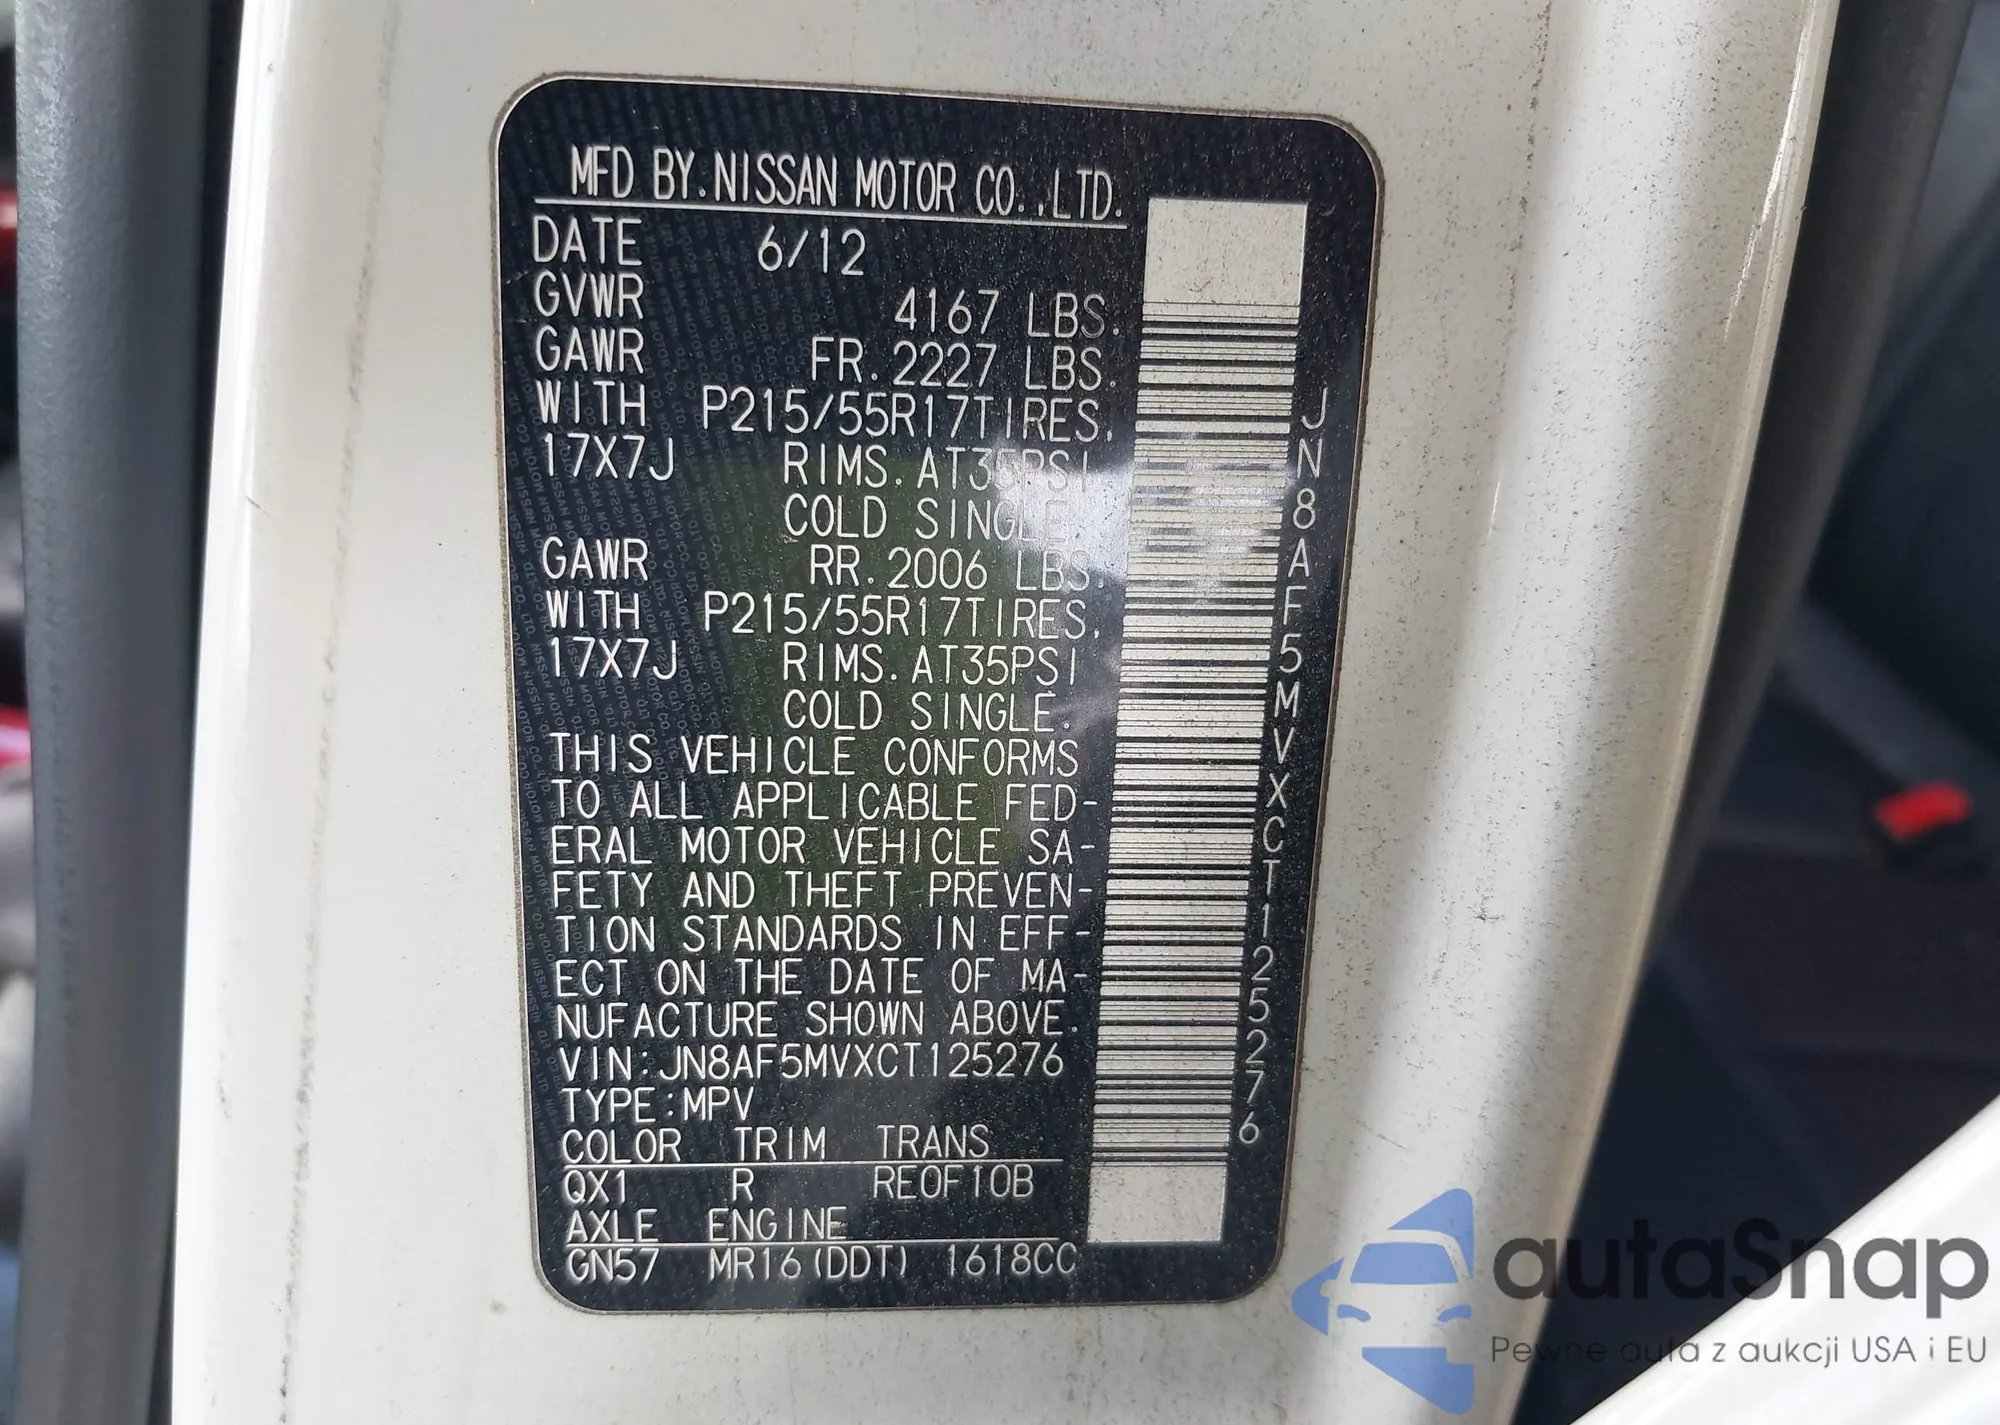 MFD BY.NISSAN MOTOR CO.,LTD.
DATE 6/12
GVWR 4167 LBS.
GAWR FR.2227 LBS.
WITH P215/55R17TIRES.
17X7J RIMS.AT35PSI
COLD SINGLE.
GAWR RR.2006 LBS.
WITH P215/55R17TIRES.
17X7J RIMS.AT35PSI
COLD SINGLE.
THIS VEHICLE CONFORMS
TO ALL APPLICABLE FED-
ERAL MOTOR VEHICLE SA-
FETY AND THEFT PREVEN-
TION STANDARDS IN EFF-
ECT ON THE DATE OF MA-
NUFACTURE SHOWN ABOVE.
VIN:JN8AF5MVXCT125276
TYPE:MPV
COLOR TRIM TRANS
QX1 R RE0F10B
AXLE ENGINE
GN57 MR16(DDT) 1618CC
JN8AF5MVXCT125276
autaSnap
Pewne auta z aukcji USA i EU